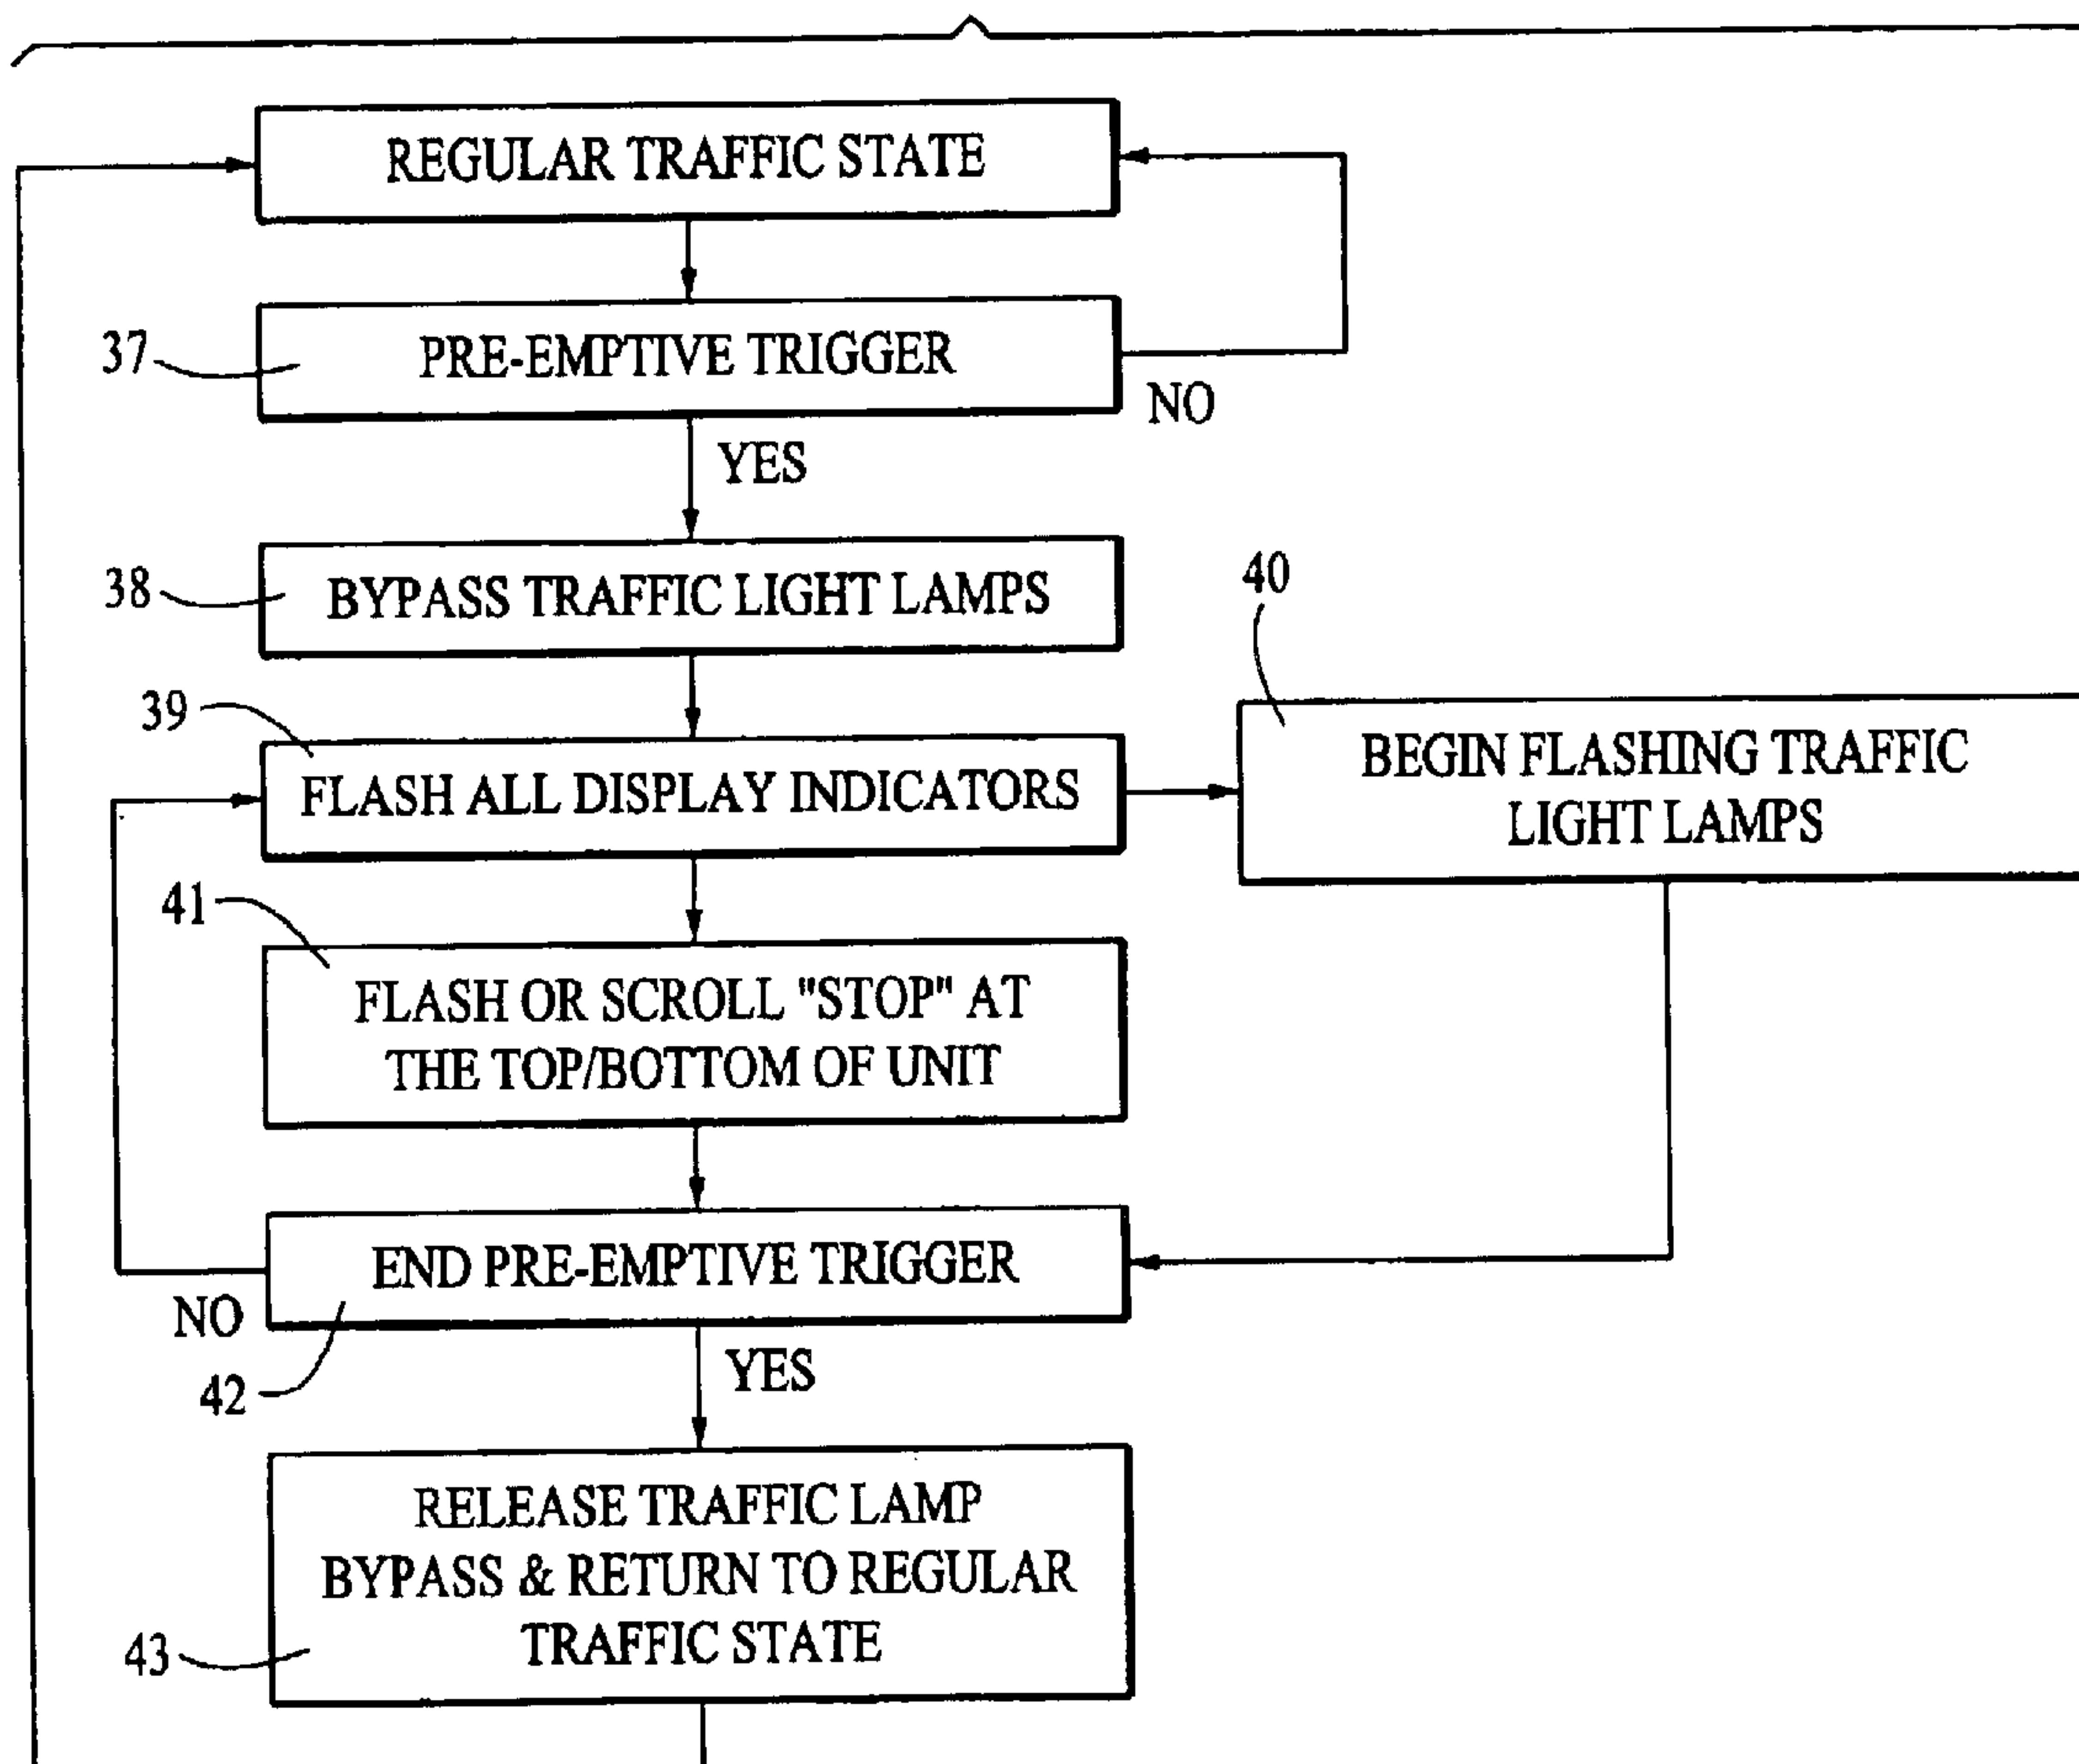 REGULAR TRAFFIC STATE
37
PRE-EMPTIVE TRIGGER
NO
YES
38
BYPASS TRAFFIC LIGHT LAMPS
40
39
FLASH ALL DISPLAY INDICATORS
BEGIN FLASHING TRAFFIC
LIGHT LAMPS
41
FLASH OR SCROLL "STOP" AT
THE TOP/BOTTOM OF UNIT
END PRE-EMPTIVE TRIGGER
NO
42
YES
RELEASE TRAFFIC LAMP
BYPASS & RETURN TO REGULAR
TRAFFIC STATE
43